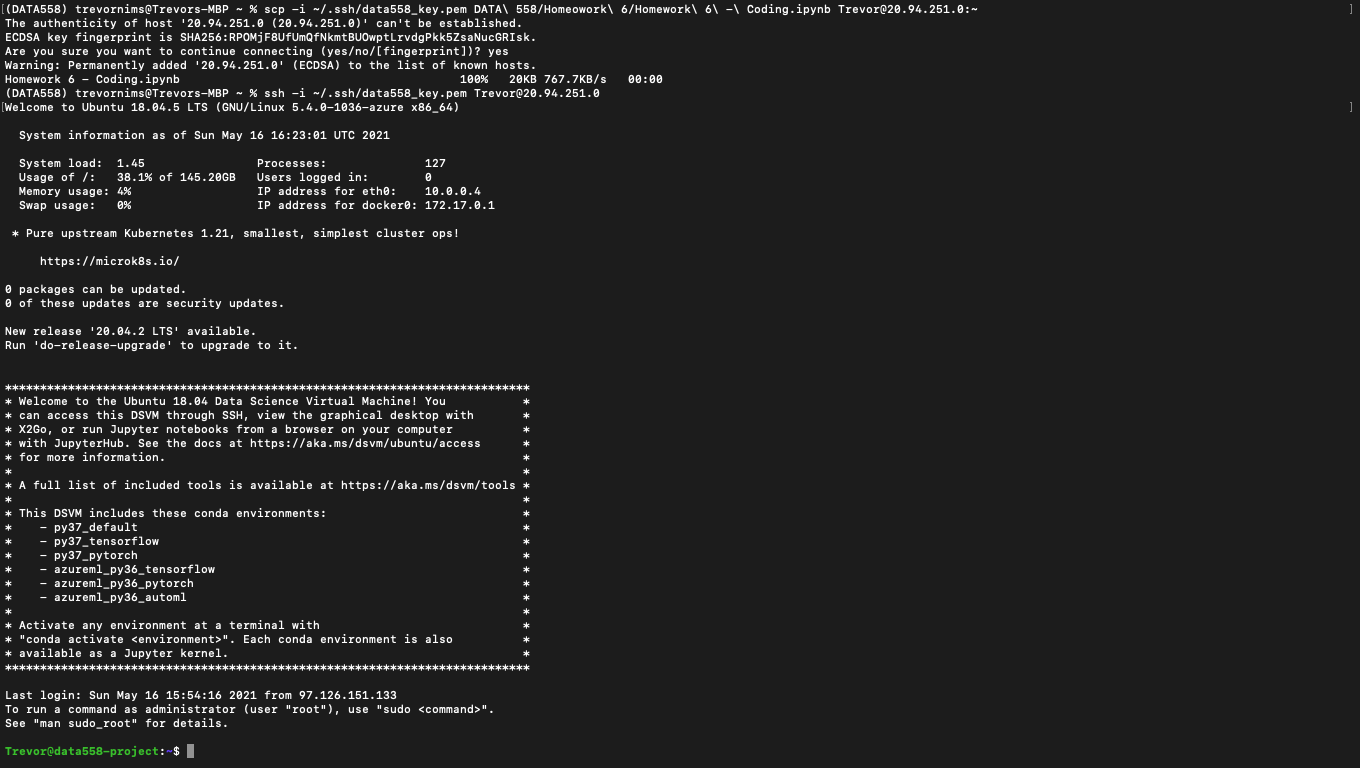 [(DATA558) trevornims@Trevors-MBP ~ % scp -i ~/.ssh/data558_key.pem DATA\ 558/Homeowork\ 6/Homework\ 6\ -\ Coding.ipynb Trevor@20.94.251.0:~ ]
The authenticity of host '20.94.251.0 (20.94.251.0)' can't be established.
ECDSA key fingerprint is SHA256:RPOMjF8UfUmQfNkmtBUOwptLrvdgPkk5ZsaNucGRIsk.
Are you sure you want to continue connecting (yes/no/[fingerprint])? yes
Warning: Permanently added '20.94.251.0' (ECDSA) to the list of known hosts.
Homework 6 - Coding.ipynb 100% 20KB 767.7KB/s 00:00
(DATA558) trevornims@Trevors-MBP ~ % ssh -i ~/.ssh/data558_key.pem Trevor@20.94.251.0
[Welcome to Ubuntu 18.04.5 LTS (GNU/Linux 5.4.0-1036-azure x86_64) ]
System information as of Sun May 16 16:23:01 UTC 2021
System load: 1.45 Processes: 127
Usage of /: 38.1% of 145.20GB Users logged in: 0
Memory usage: 4% IP address for eth0: 10.0.0.4
Swap usage: 0% IP address for docker0: 172.17.0.1
* Pure upstream Kubernetes 1.21, smallest, simplest cluster ops!
https://microk8s.io/
0 packages can be updated.
0 of these updates are security updates.
New release '20.04.2 LTS' available.
Run 'do-release-upgrade' to upgrade to it.
***************************************************************************
* Welcome to the Ubuntu 18.04 Data Science Virtual Machine! You *
* can access this DSVM through SSH, view the graphical desktop with *
* X2Go, or run Jupyter notebooks from a browser on your computer *
* with JupyterHub. See the docs at https://aka.ms/dsvm/ubuntu/access *
* for more information. *
* *
* A full list of included tools is available at https://aka.ms/dsvm/tools *
* *
* This DSVM includes these conda environments: *
* - py37_default *
* - py37_tensorflow *
* - py37_pytorch *
* - azureml_py36_tensorflow *
* - azureml_py36_pytorch *
* - azureml_py36_automl *
* *
* Activate any environment at a terminal with *
* "conda activate <environment>". Each conda environment is also *
* available as a Jupyter kernel. *
***************************************************************************
Last login: Sun May 16 15:54:16 2021 from 97.126.151.133
To run a command as administrator (user "root"), use "sudo <command>".
See "man sudo_root" for details.
Trevor@data558-project:~$